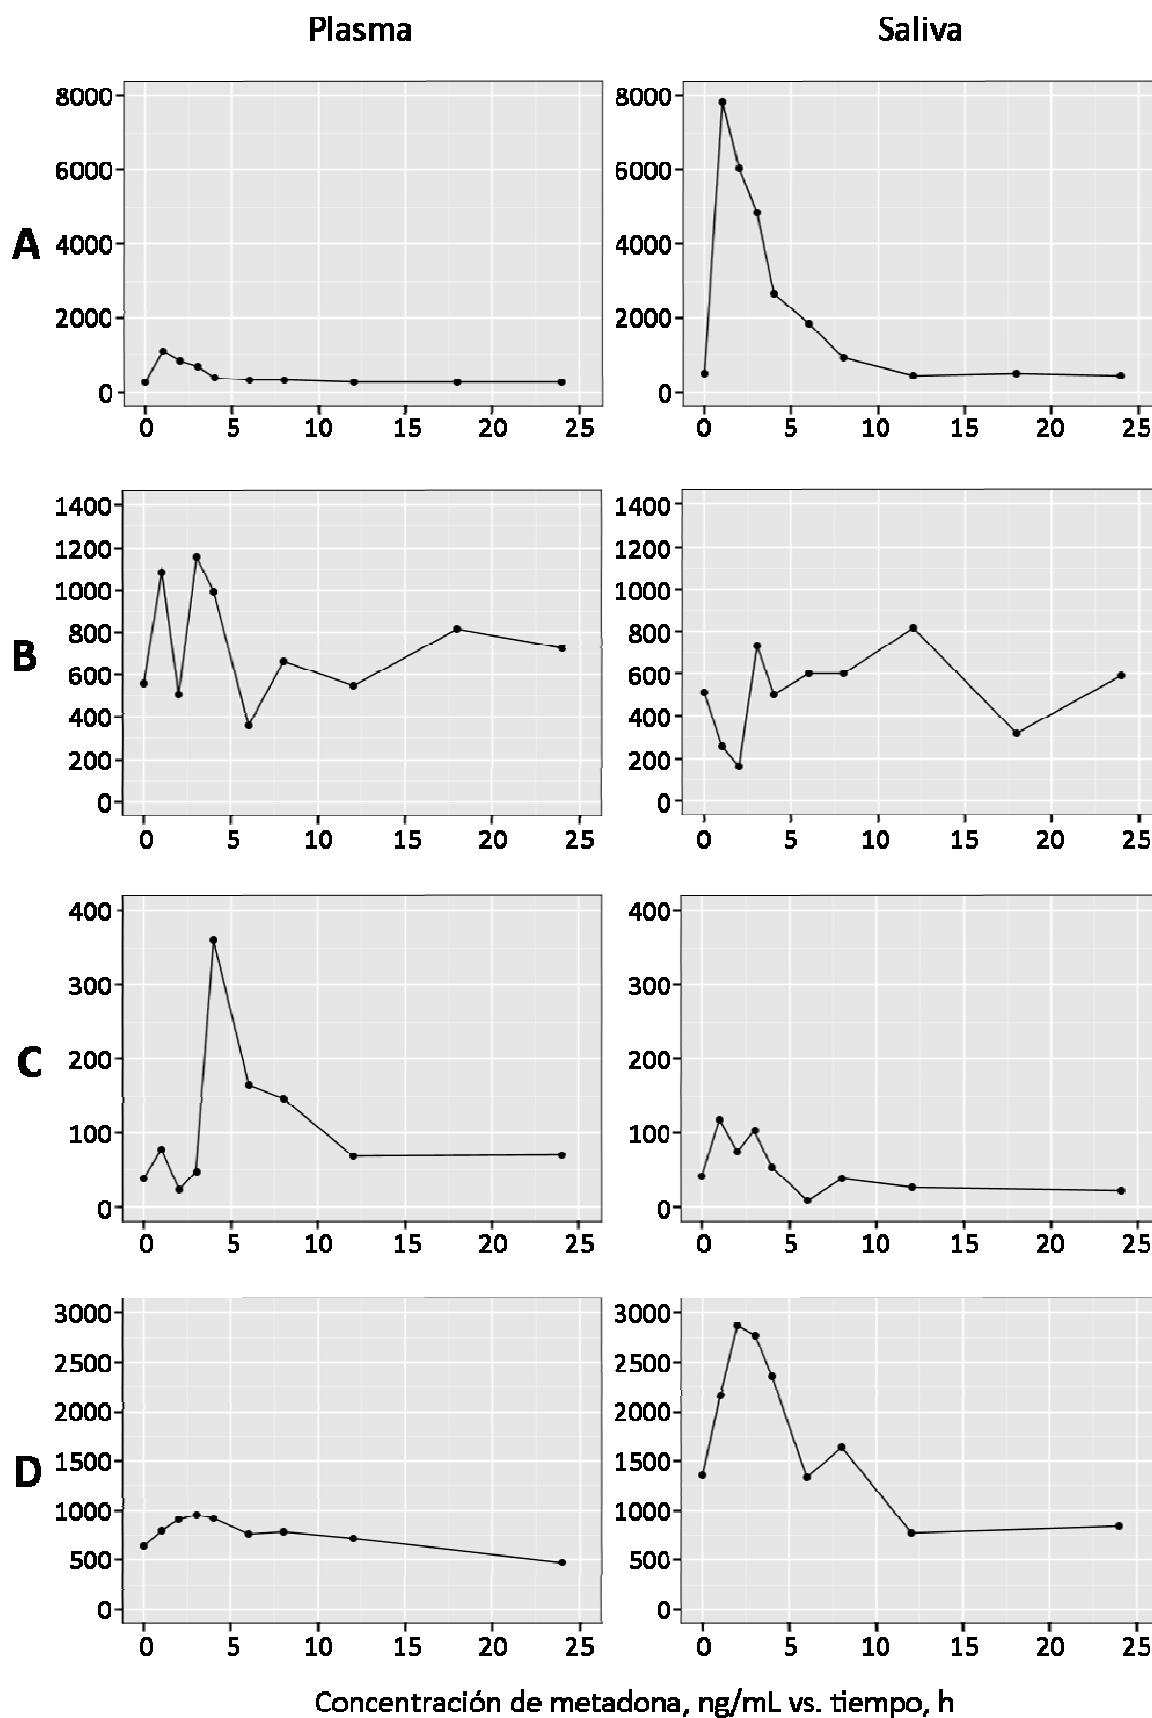 Plasma Saliva
8000 8000
6000 6000
A 4000 4000
2000 2000
0 0
0 5 10 15 20 25 0 5 10 15 20 25
1400 1400
1200 1200
1000 1000
800 800
B 600 600
400 400
200 200
0 0
0 5 10 15 20 25 0 5 10 15 20 25
400 400
300 300
C 200 200
100 100
0 0
0 5 10 15 20 25 0 5 10 15 20 25
3000 3000
2500 2500
2000 2000
D 1500 1500
1000 1000
500 500
0 0
0 5 10 15 20 25 0 5 10 15 20 25
Concentración de metadona, ng/mL vs. tiempo, h